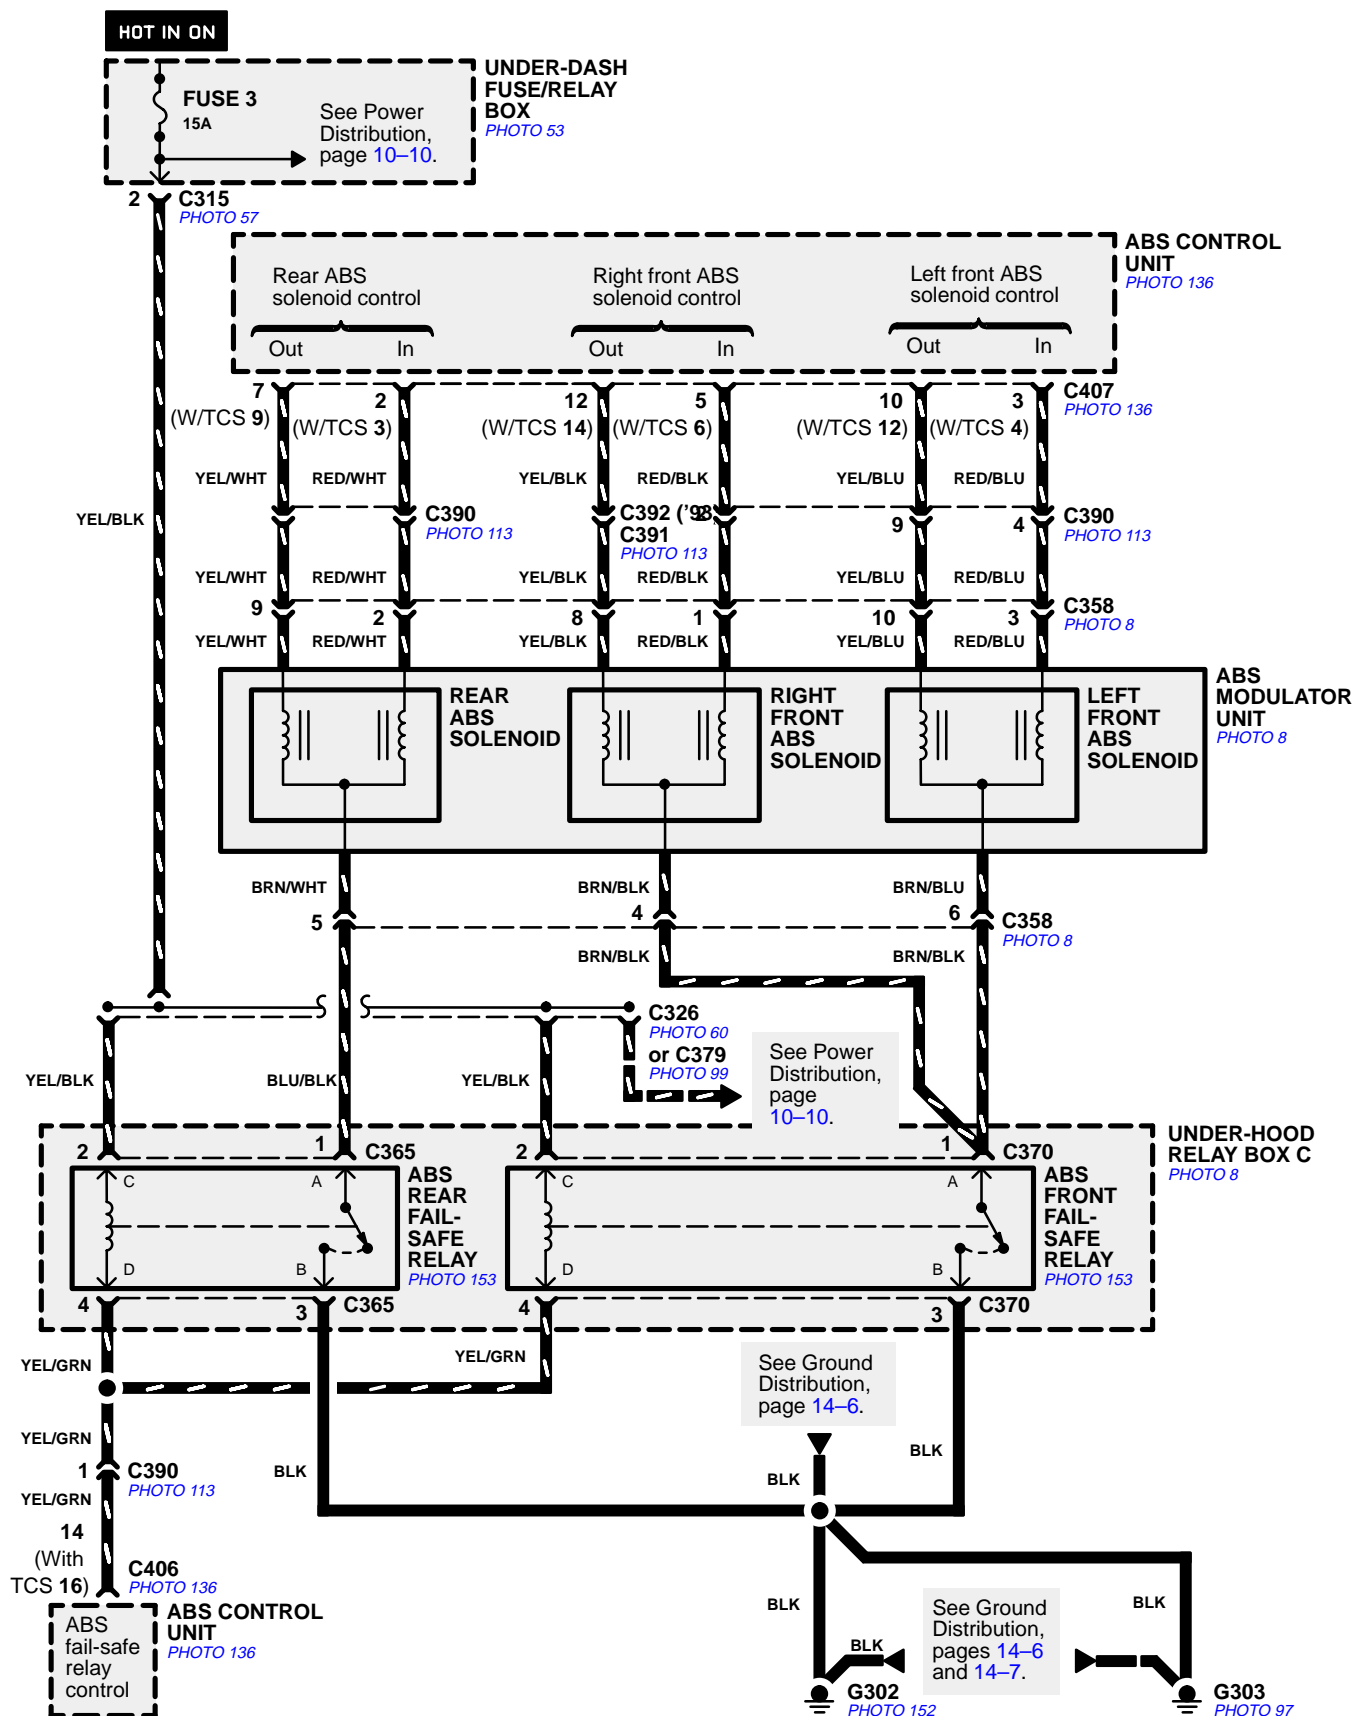 HOT IN ON
UNDER-DASH
FUSE/RELAY
BOX
PHOTO 53
FUSE 3
15A
See Power
Distribution,
page 10–10.
2
C315
PHOTO 57
ABS CONTROL
UNIT
PHOTO 136
Rear ABS
solenoid control
Right front ABS
solenoid control
Left front ABS
solenoid control
Out In Out In Out In
7 2 12 5 10 3
C407
PHOTO 136
(W/TCS 9) (W/TCS 3) (W/TCS 14) (W/TCS 6) (W/TCS 12) (W/TCS 4)
YEL/WHT RED/WHT YEL/BLK RED/BLK YEL/BLU RED/BLU
YEL/BLK
C390
PHOTO 113
C392 ('93
C391
PHOTO 113
9 4
C390
PHOTO 113
YEL/WHT RED/WHT YEL/BLK RED/BLK YEL/BLU RED/BLU
9 2 8 1 10 3
C358
PHOTO 8
YEL/WHT RED/WHT YEL/BLK RED/BLK YEL/BLU RED/BLU
ABS
MODULATOR
UNIT
PHOTO 8
REAR
ABS
SOLENOID
RIGHT
FRONT
ABS
SOLENOID
LEFT
FRONT
ABS
SOLENOID
BRN/WHT BRN/BLK BRN/BLU
5 4 6
C358
PHOTO 8
BRN/BLK BRN/BLK
C326
PHOTO 60
or C379
PHOTO 99
See Power
Distribution,
page
10–10.
YEL/BLK BLU/BLK YEL/BLK
UNDER-HOOD
RELAY BOX C
PHOTO 8
2 1 C365 2 1 C370
C A C A
ABS
REAR
FAIL-
SAFE
RELAY
PHOTO 153
ABS
FRONT
FAIL-
SAFE
RELAY
PHOTO 153
D B D B
4 3 C365 4 3 C370
YEL/GRN YEL/GRN
See Ground
Distribution,
page 14–6.
YEL/GRN
BLK BLK BLK
1 C390
PHOTO 113
YEL/GRN
14
(With
TCS 16)
C406
PHOTO 136
ABS
fail-safe
relay
control
ABS CONTROL
UNIT
PHOTO 136
BLK BLK BLK
See Ground
Distribution,
pages 14–6
and 14–7.
G302
PHOTO 152
G303
PHOTO 97